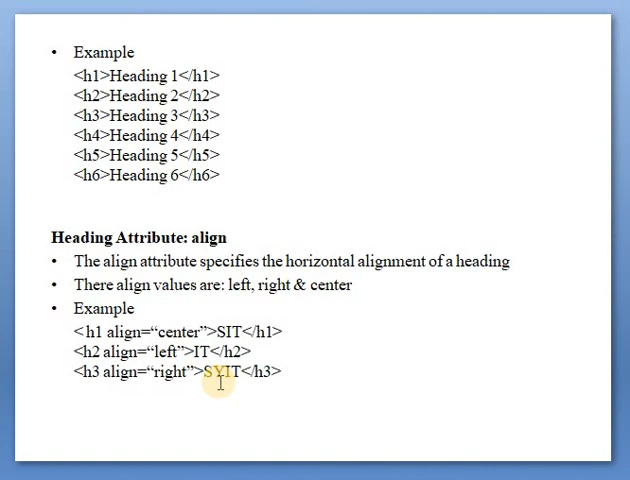 • Example
<h1>Heading 1</h1>
<h2>Heading 2</h2>
<h3>Heading 3</h3>
<h4>Heading 4</h4>
<h5>Heading 5</h5>
<h6>Heading 6</h6>
Heading Attribute: align
• The align attribute specifies the horizontal alignment of a heading
• There align values are: left, right & center
• Example
<h1 align=“center”>SIT</h1>
<h2 align=“left”>IT</h2>
<h3 align=“right”>SYIT</h3>